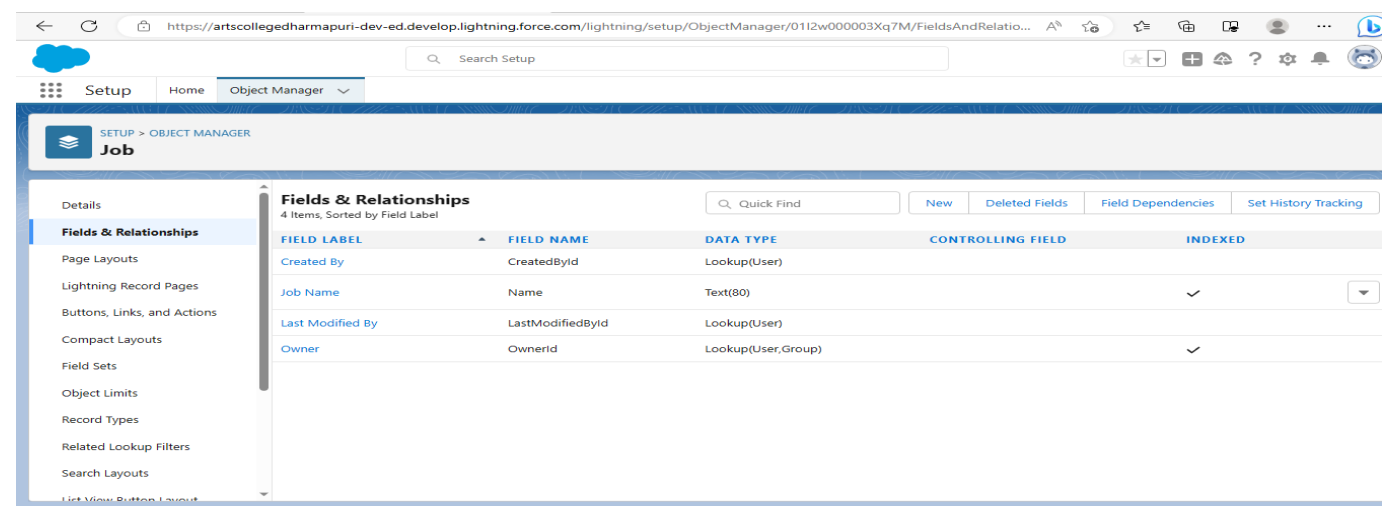 https://artscollegedharmapuri-dev-ed.develop.lightning.force.com/lightning/setup/ObjectManager/01I2w000003Xq7M/FieldsAndRelatio...
Search Setup
Setup Home Object Manager
SETUP > OBJECT MANAGER
Job
Details
Fields & Relationships
Page Layouts
Lightning Record Pages
Buttons, Links, and Actions
Compact Layouts
Field Sets
Object Limits
Record Types
Related Lookup Filters
Search Layouts
List View Button Layout
Fields & Relationships
4 Items, Sorted by Field Label
Quick Find
New Deleted Fields Field Dependencies Set History Tracking
FIELD LABEL FIELD NAME DATA TYPE CONTROLLING FIELD INDEXED
Created By CreatedById Lookup(User)
Job Name Name Text(80)
Last Modified By LastModifiedById Lookup(User)
Owner OwnerId Lookup(User,Group)